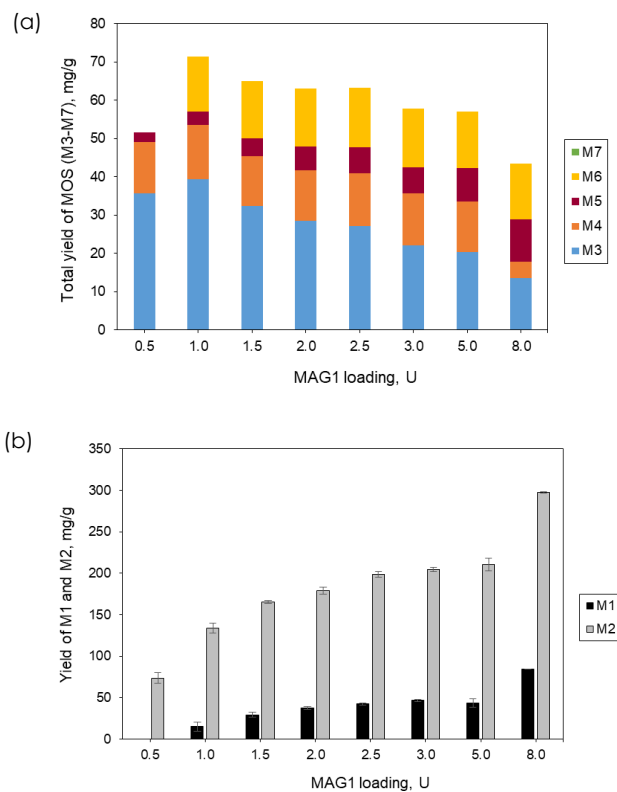 (a)
Total yield of MOS (M3-M7), mg/g
80
70
60
50
40
30
20
10
0
0.5 1.0 1.5 2.0 2.5 3.0 5.0 8.0
MAG1 loading, U
M7
M6
M5
M4
M3
(b)
Yield of M1 and M2, mg/g
350
300
250
200
150
100
50
0
0.5 1.0 1.5 2.0 2.5 3.0 5.0 8.0
MAG1 loading, U
M1
M2